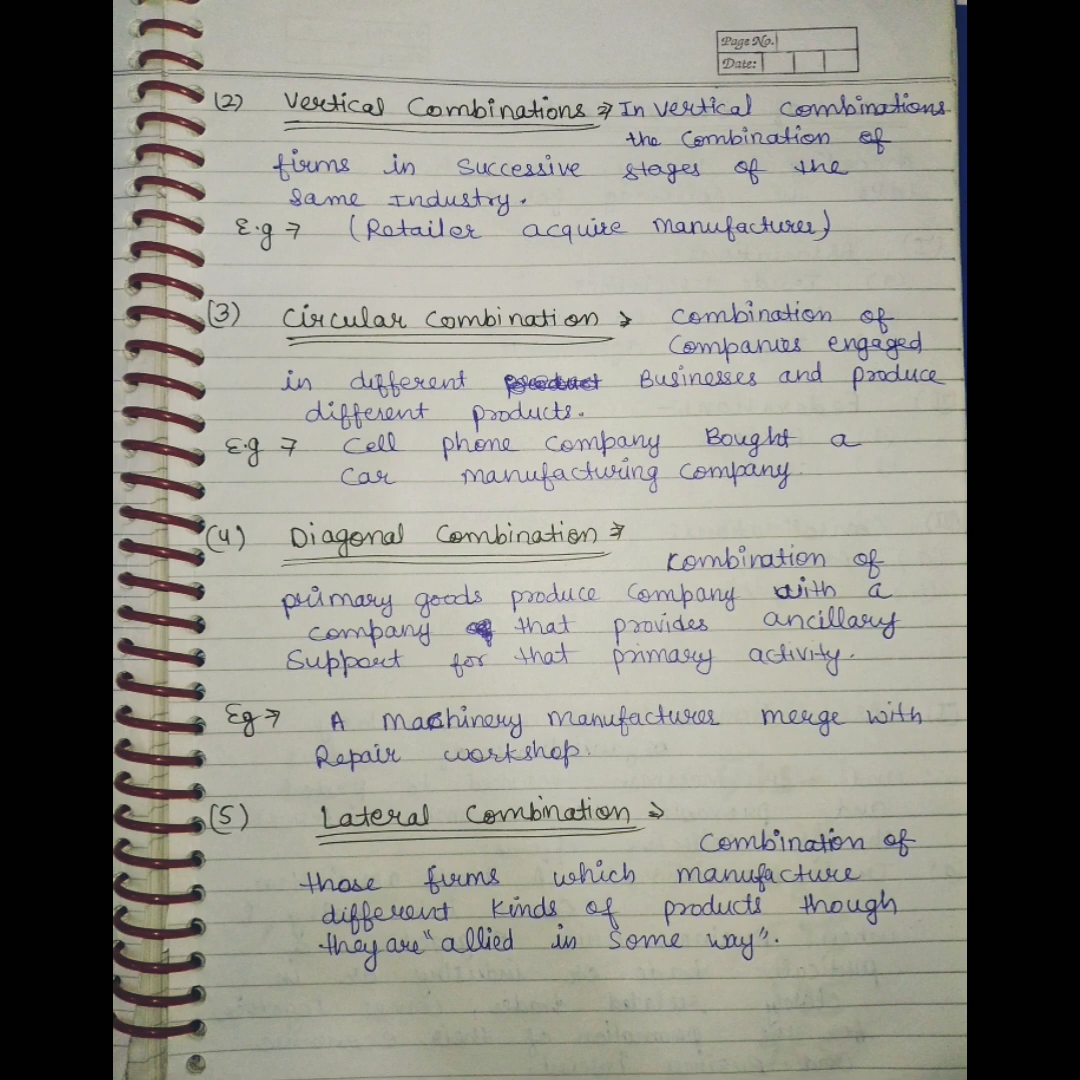 Page No.
Date:
(2) Vertical Combinations → In vertical combinations
the combination of
firms in successive stages of the
same Industry.
E.g → (Retailer acquire manufacturer)
(3) Circular Combination → combination of
Companies engaged
in different Businesses and produce
different products.
E.g → Cell phone company Bought a
car manufacturing company.
(4) Diagonal Combination →
combination of
primary goods produce company with a
company that provides ancillary
support for that primary activity.
Eg → A machinery manufactures merge with
Repair workshop.
(5) Lateral Combination →
Combination of
those firms which manufacture
different kinds of products though
they are "allied in some way".